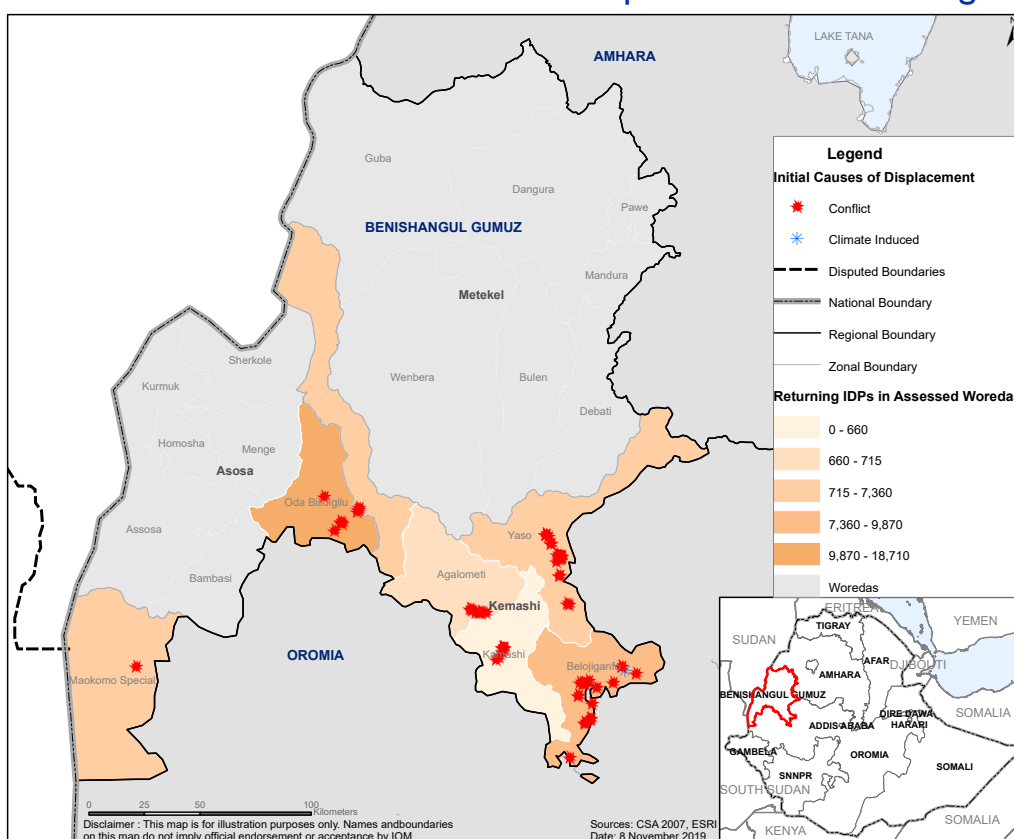 AMHARA
LAKE TANA
N
Guba
Dangura
Pawe
BENISHANGUL GUMUZ
Mandura
Metekel
Sherkole
Kurmuk
Wenbera
Bulen
Debati
Homosha
Menge
Asosa
Oda Bildigilu
Assosa
Yaso
Bambasi
Agalometi
Kemashi
OROMIA
Kamashi
Belojiganfoy
Maokomo Special
Legend
Initial Causes of Displacement
Conflict
Climate Induced
Disputed Boundaries
National Boundary
Regional Boundary
Zonal Boundary
Returning IDPs in Assessed Woredas
0 - 660
660 - 715
715 - 7,360
7,360 - 9,870
9,870 - 18,710
Woredas
ERITREA
YEMEN
TIGRAY
SUDAN
AFAR
DJIBOUTI
AMHARA
BENISHANGUL GUMUZ
DIRE DAWA
SOMALIA
HARARI
ADDIS ABABA
GAMBELA
OROMIA
SOMALI
SNNPR
SOUTH SUDAN
SOMALIA
KENYA
0 25 50 100
Kilometers
Disclaimer : This map is for illustration purposes only. Names andboundaries
on this map do not imply official endorsement or acceptance by IOM.
Sources: CSA 2007, ESRI
Date: 8 November 2019